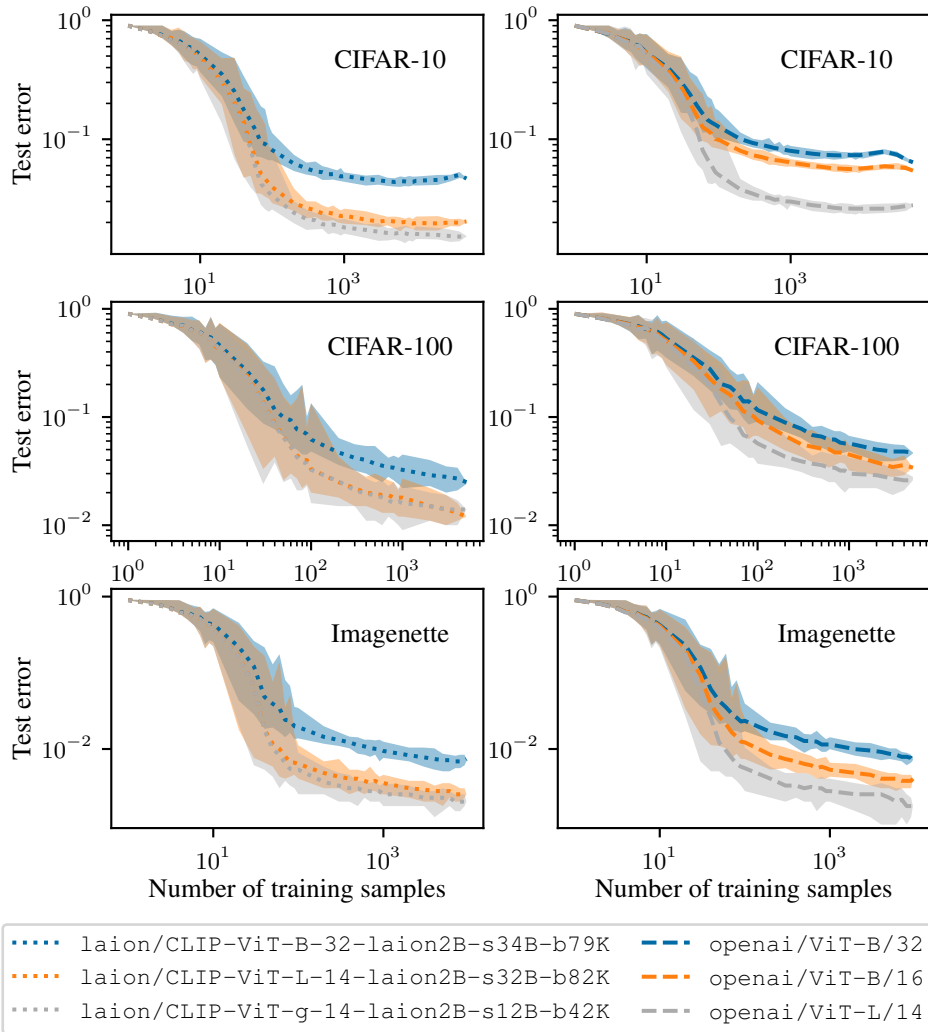 10^0
10^-1
Test error
CIFAR-10
10^1
10^3
CIFAR-10
10^0
10^-1
10^1
10^3
10^0
10^-1
10^-2
Test error
CIFAR-100
10^0
10^1
10^2
10^3
10^0
10^-1
10^-2
CIFAR-100
10^0
10^1
10^2
10^3
10^0
10^-2
Test error
Imagenette
10^1
10^3
Number of training samples
10^0
10^-2
Imagenette
10^1
10^3
Number of training samples
laion/CLIP-ViT-B-32-laion2B-s34B-b79K
laion/CLIP-ViT-L-14-laion2B-s32B-b82K
laion/CLIP-ViT-g-14-laion2B-s12B-b42K
openai/ViT-B/32
openai/ViT-B/16
openai/ViT-L/14